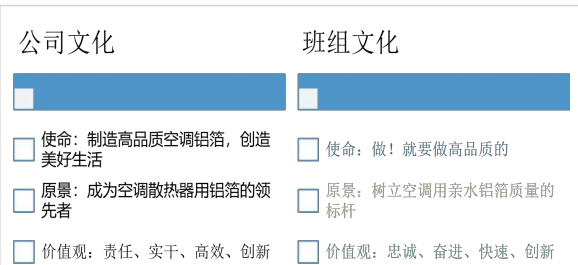 公司文化
使命：制造高品质空调铝箔，创造
美好生活
原景：成为空调散热器用铝箔的领
先者
价值观：责任、实干、高效、创新
班组文化
使命：做！就要做高品质的
原景：树立空调用亲水铝箔质量的
标杆
价值观：忠诚、奋进、快速、创新